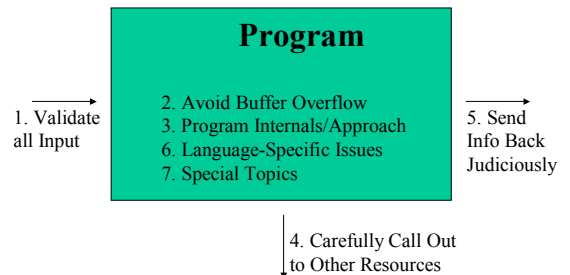 Program
1. Validate
all Input
2. Avoid Buffer Overflow
3. Program Internals/Approach
6. Language-Specific Issues
7. Special Topics
5. Send
Info Back
Judiciously
4. Carefully Call Out
to Other Resources